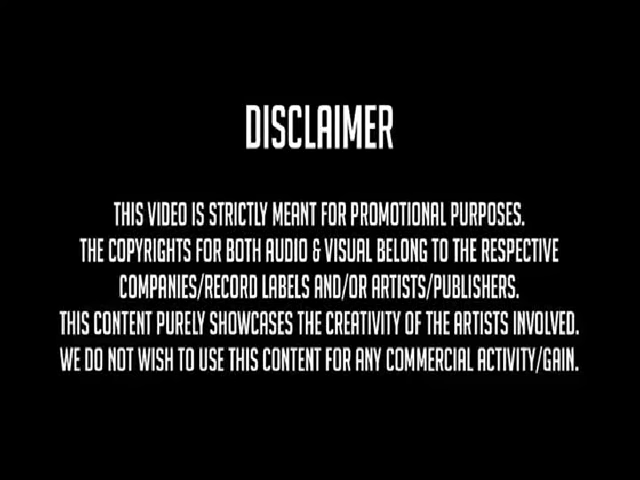 DISCLAIMER
THIS VIDEO IS STRICTLY MEANT FOR PROMOTIONAL PURPOSES.
THE COPYRIGHTS FOR BOTH AUDIO & VISUAL BELONG TO THE RESPECTIVE
COMPANIES/RECORD LABELS AND/OR ARTISTS/PUBLISHERS.
THIS CONTENT PURELY SHOWCASES THE CREATIVITY OF THE ARTISTS INVOLVED.
WE DO NOT WISH TO USE THIS CONTENT FOR ANY COMMERCIAL ACTIVITY/GAIN.